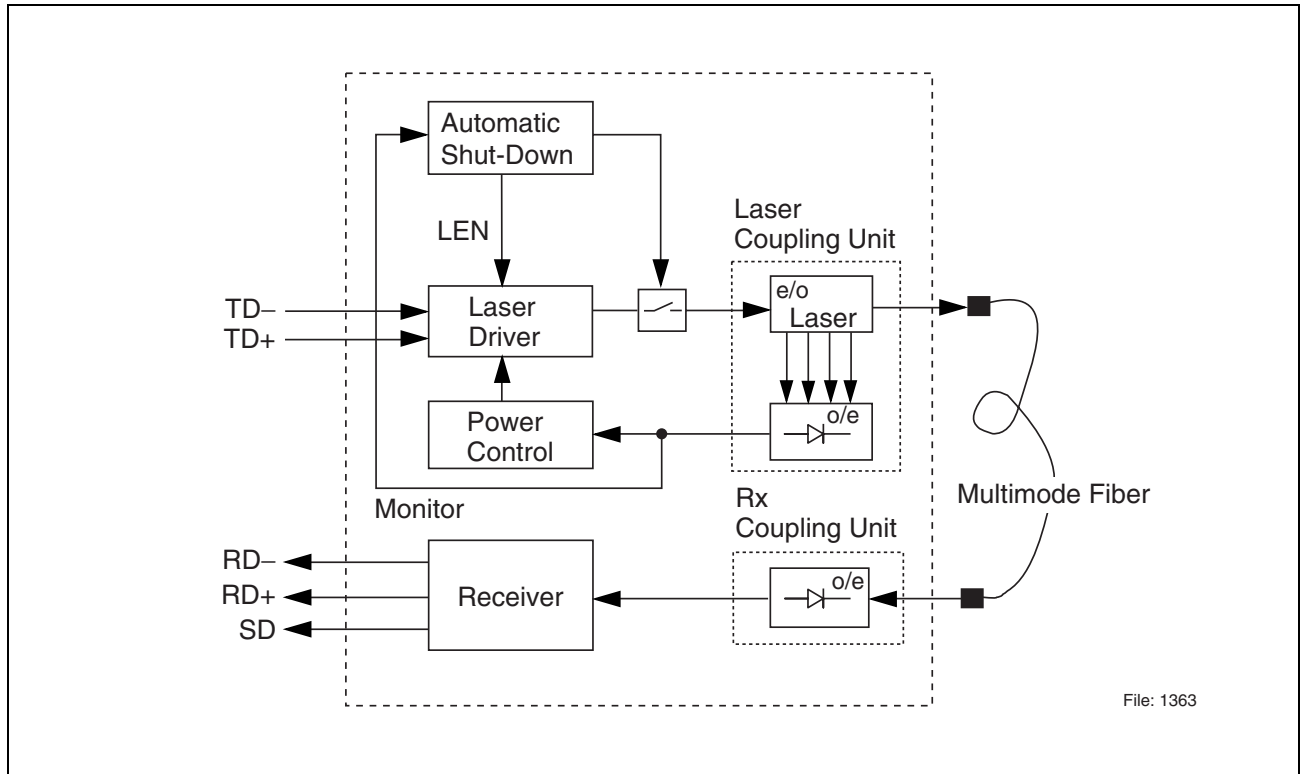 Automatic
Shut-Down
LEN
Laser
Coupling Unit
TD–
TD+
Laser
Driver
e/o
Laser
Power
Control
o/e
Monitor
Multimode Fiber
Rx
Coupling Unit
RD–
RD+
SD
Receiver
o/e
File: 1363